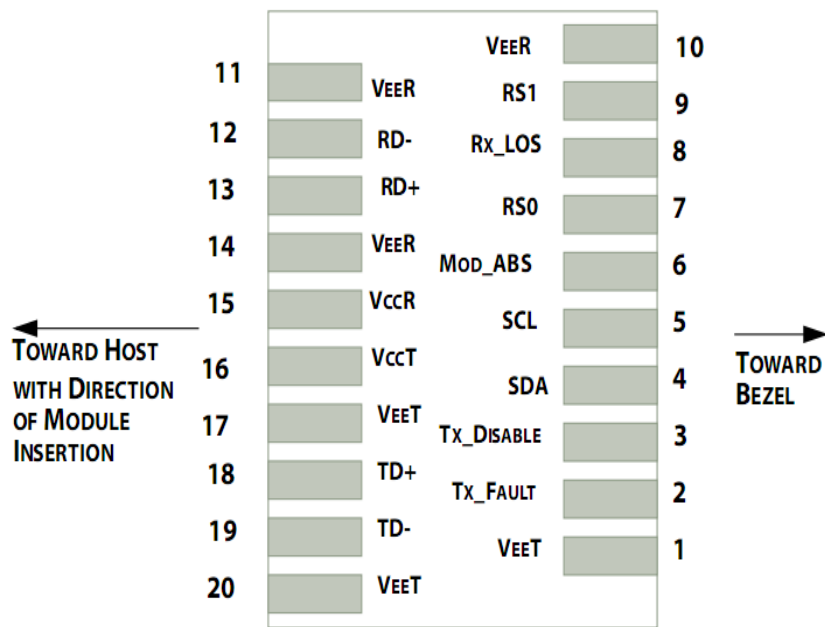 11 VEER
12 RD-
13 RD+
14 VEER
15 VCCR
16 VCCT
17 VEET
18 TD+
19 TD-
20 VEET
VEER 10
RS1 9
RX_LOS 8
RS0 7
MOD_ABS 6
SCL 5
SDA 4
TX_DISABLE 3
TX_FAULT 2
VEET 1
TOWARD HOST
WITH DIRECTION
OF MODULE
INSERTION
TOWARD
BEZEL